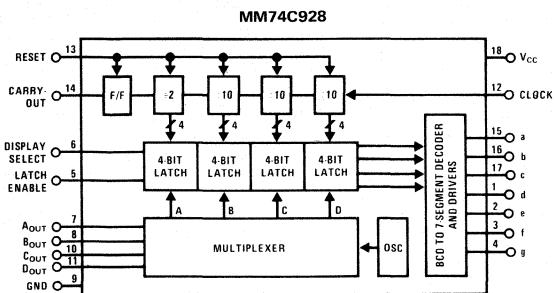 MM74C928
RESET 13
18 VCC
CARRY-OUT 14
F/F ÷2 ÷10 ÷10 ÷10
12 CLOCK
4 4 4 4
DISPLAY SELECT 6
4-BIT LATCH 4-BIT LATCH 4-BIT LATCH 4-BIT LATCH
LATCH ENABLE 5
BCD TO 7-SEGMENT DECODER AND DRIVERS
15 a
16 b
17 c
1 d
2 e
3 f
4 g
A B C D
AOUT 7
BOUT 8
COUT 10
DOUT 11
MULTIPLEXER
OSC
GND 9